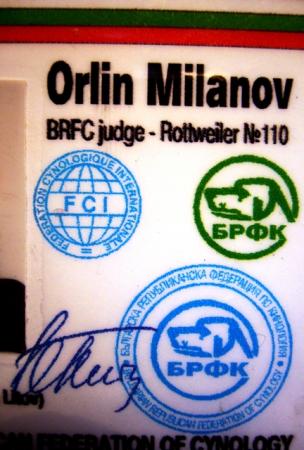 Orlin Milanov
BRFC judge - Rottweiler №110
FEDERATION CYNOLOGIQUE INTERNATIONALE
FCI
БРФК
БЪЛГАРСКА РЕПУБЛИКАНСКА ФЕДЕРАЦИЯ ПО КИНОЛОГИЯ
БРФК
REPUBLICAN FEDERATION OF CYNOLOGY
FEDERATION OF CYNOLOGY